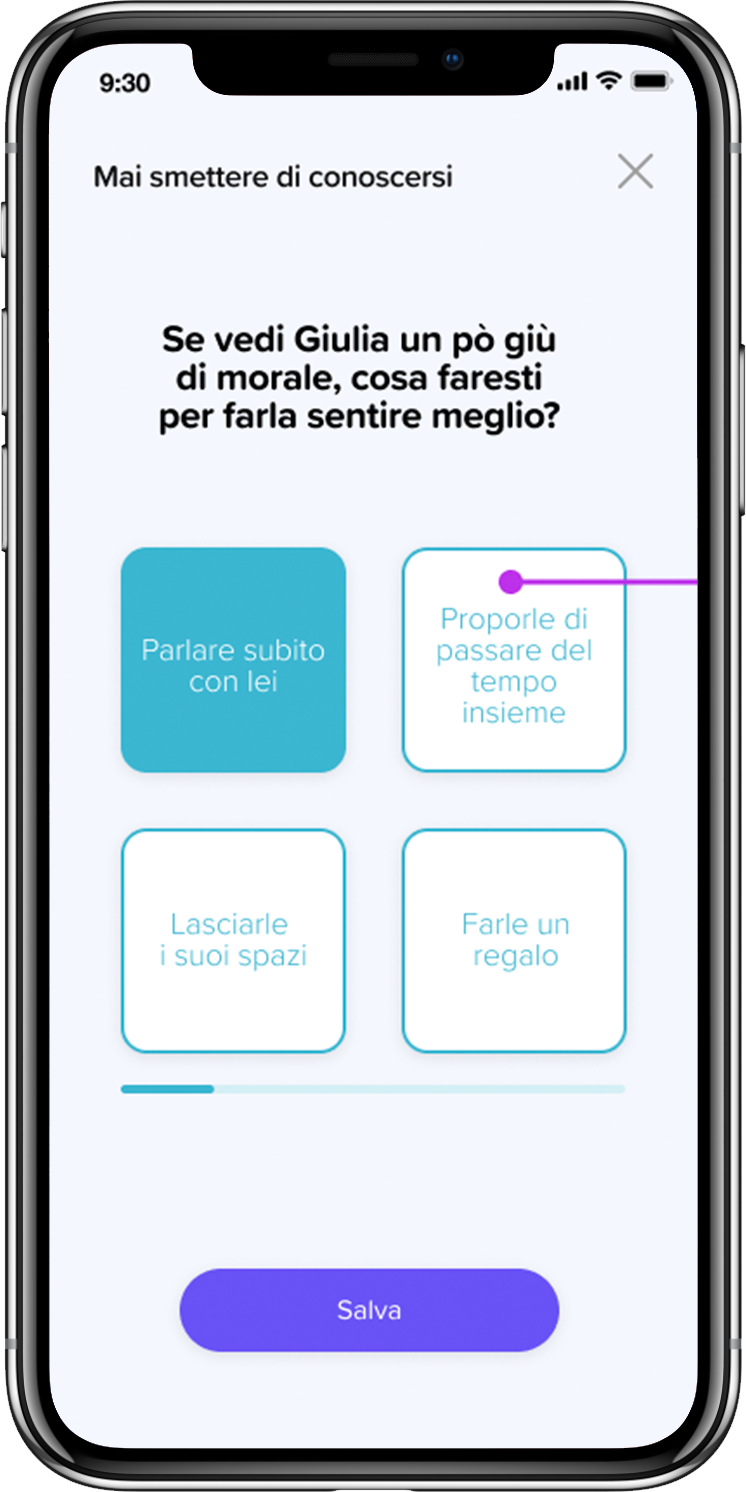 9:30
Mai smettere di conoscersi
Se vedi Giulia un pò giù
di morale, cosa faresti
per farla sentire meglio?
Parlare subito
con lei
Proporle di
passare del
tempo
insieme
Lasciarle
i suoi spazi
Farle un
regalo
Salva